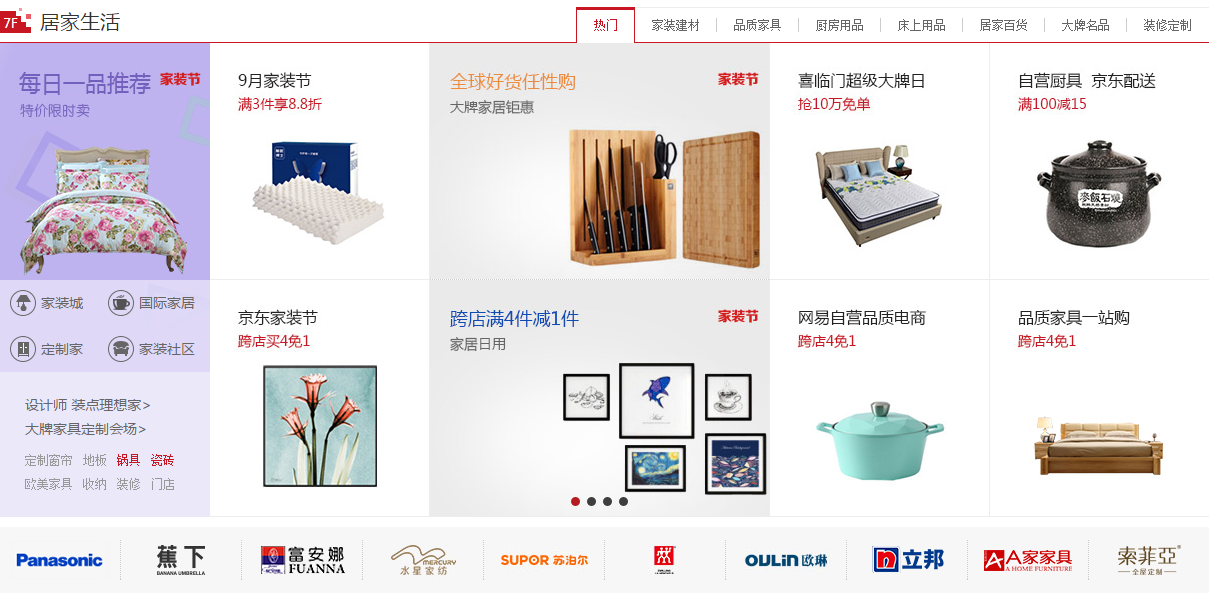 7F 居家生活
热门 家装建材 品质家具 厨房用品 床上用品 居家百货 大牌名品 装修定制
每日一品推荐 家装节
特价限时卖
9月家装节
满3件享8.8折
全球好货任性购 家装节
大牌家居钜惠
喜临门超级大牌日
抢10万免单
自营厨具 京东配送
满100减15
麥飯石燒
家装城 国际家居
定制家 家装社区
京东家装节
跨店买4免1
跨店满4件减1件 家装节
家居日用
网易自营品质电商
跨店4免1
品质家具一站购
跨店4免1
设计师 装点理想家>
大牌家具定制会场>
定制窗帘 地板 锅具 瓷砖
欧美家具 收纳 装修 门店
Panasonic
蕉下
BANANA UMBRELLA
富安娜
FUANNA
MERCURY
水星家纺
SUPOR 苏泊尔
OULIN 欧琳
立邦
A家家具
A HOME FURNITURE
索菲亞
全屋定制